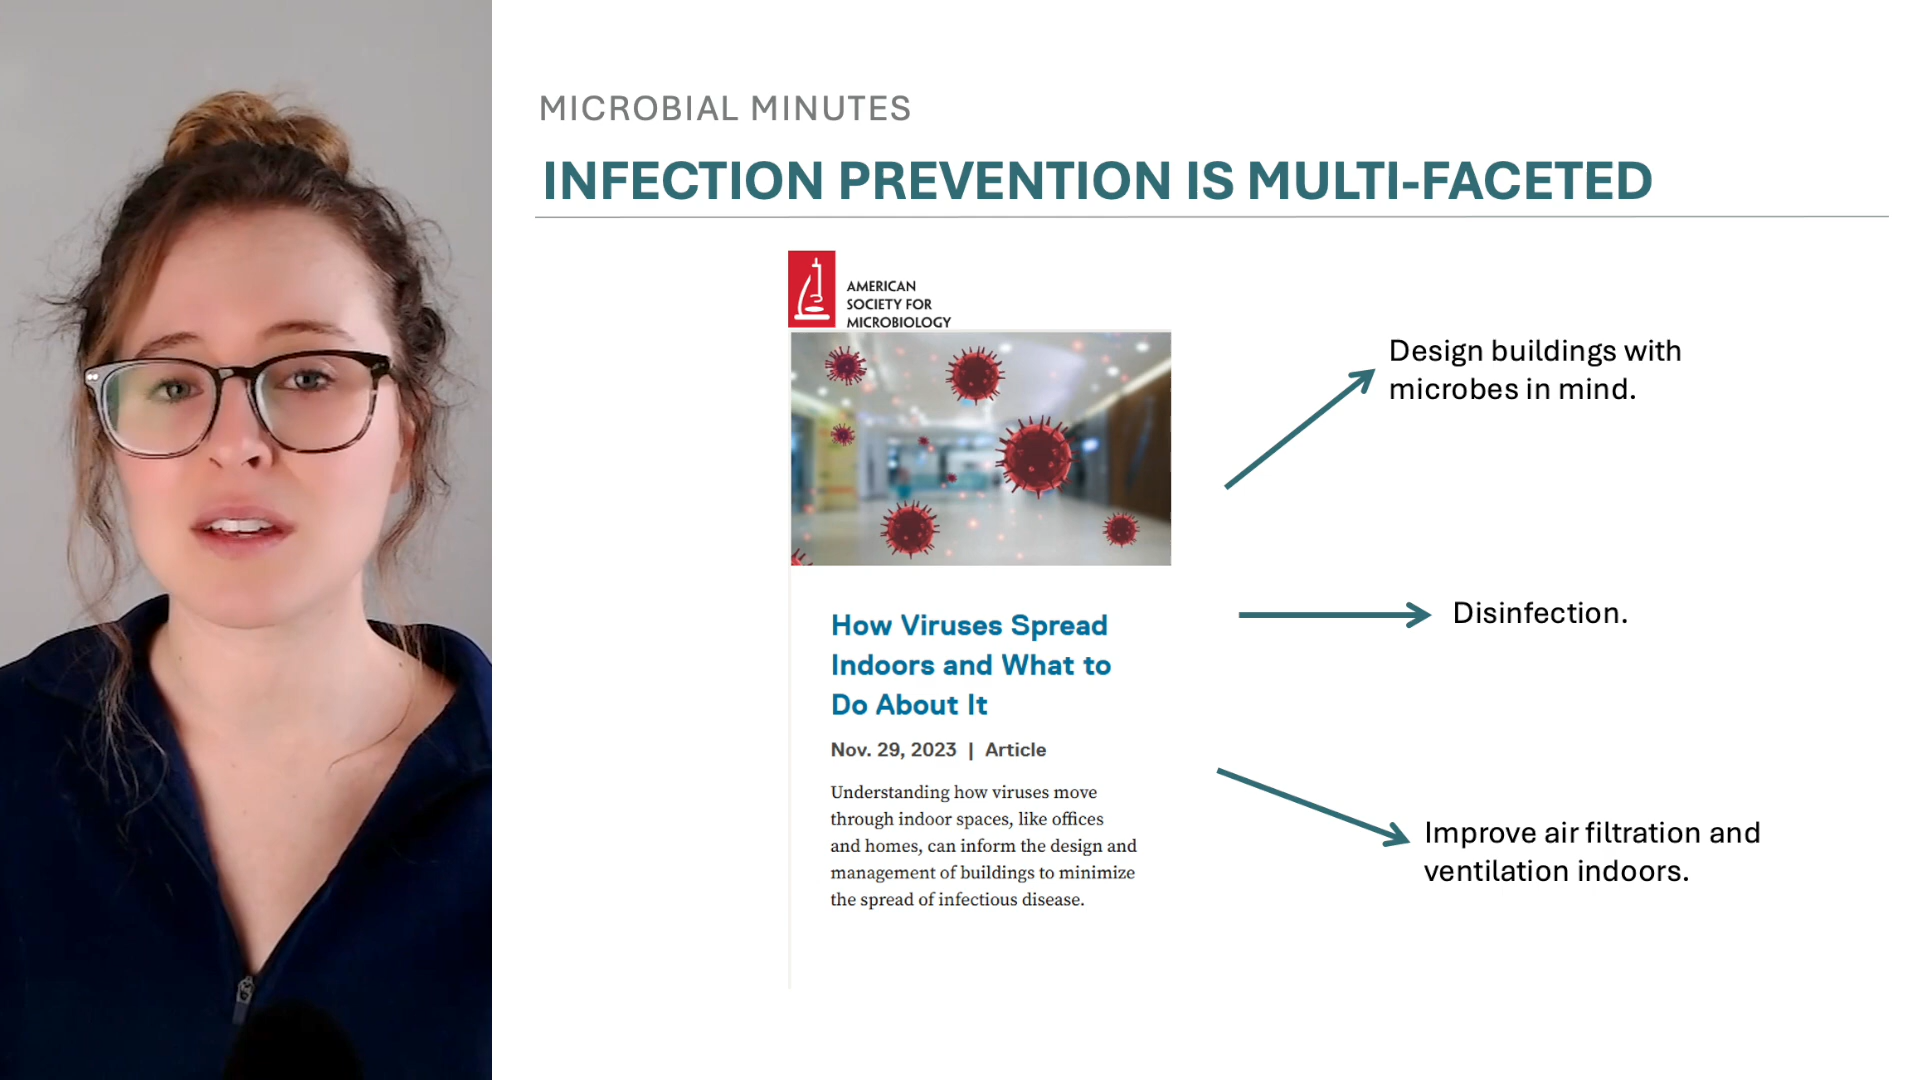 MICROBIAL MINUTES
INFECTION PREVENTION IS MULTI-FACETED
AMERICAN
SOCIETY FOR
MICROBIOLOGY
How Viruses Spread
Indoors and What to
Do About It
Nov. 29, 2023 | Article
Understanding how viruses move
through indoor spaces, like offices
and homes, can inform the design and
management of buildings to minimize
the spread of infectious disease.
Design buildings with
microbes in mind.
Disinfection.
Improve air filtration and
ventilation indoors.